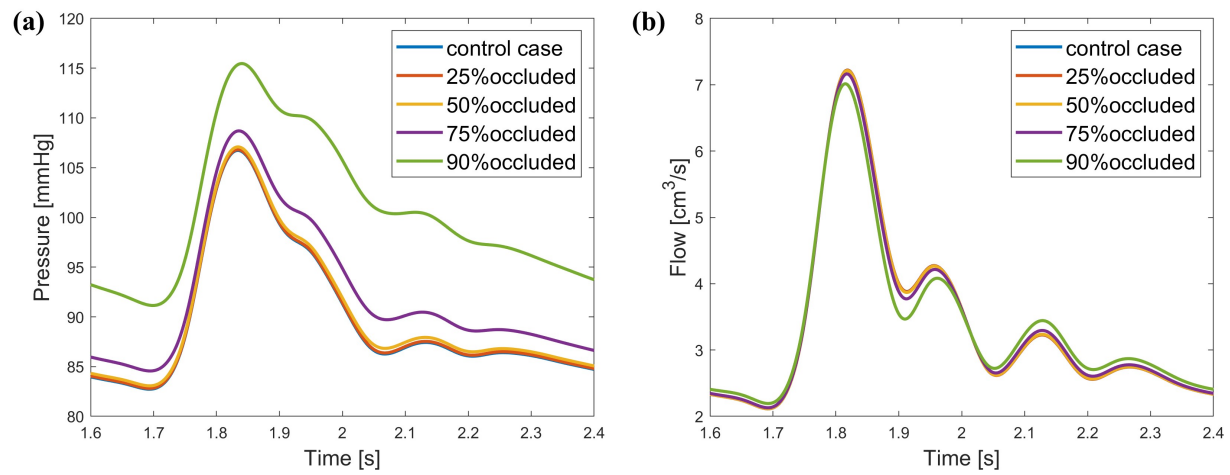 (a)
120
115
110
105
100
95
90
85
80
Pressure [mmHg]
control case
25%occluded
50%occluded
75%occluded
90%occluded
1.6 1.7 1.8 1.9 2 2.1 2.2 2.3 2.4
Time [s]
(b)
8
7
6
5
4
3
2
Flow [cm³/s]
control case
25%occluded
50%occluded
75%occluded
90%occluded
1.6 1.7 1.8 1.9 2 2.1 2.2 2.3 2.4
Time [s]